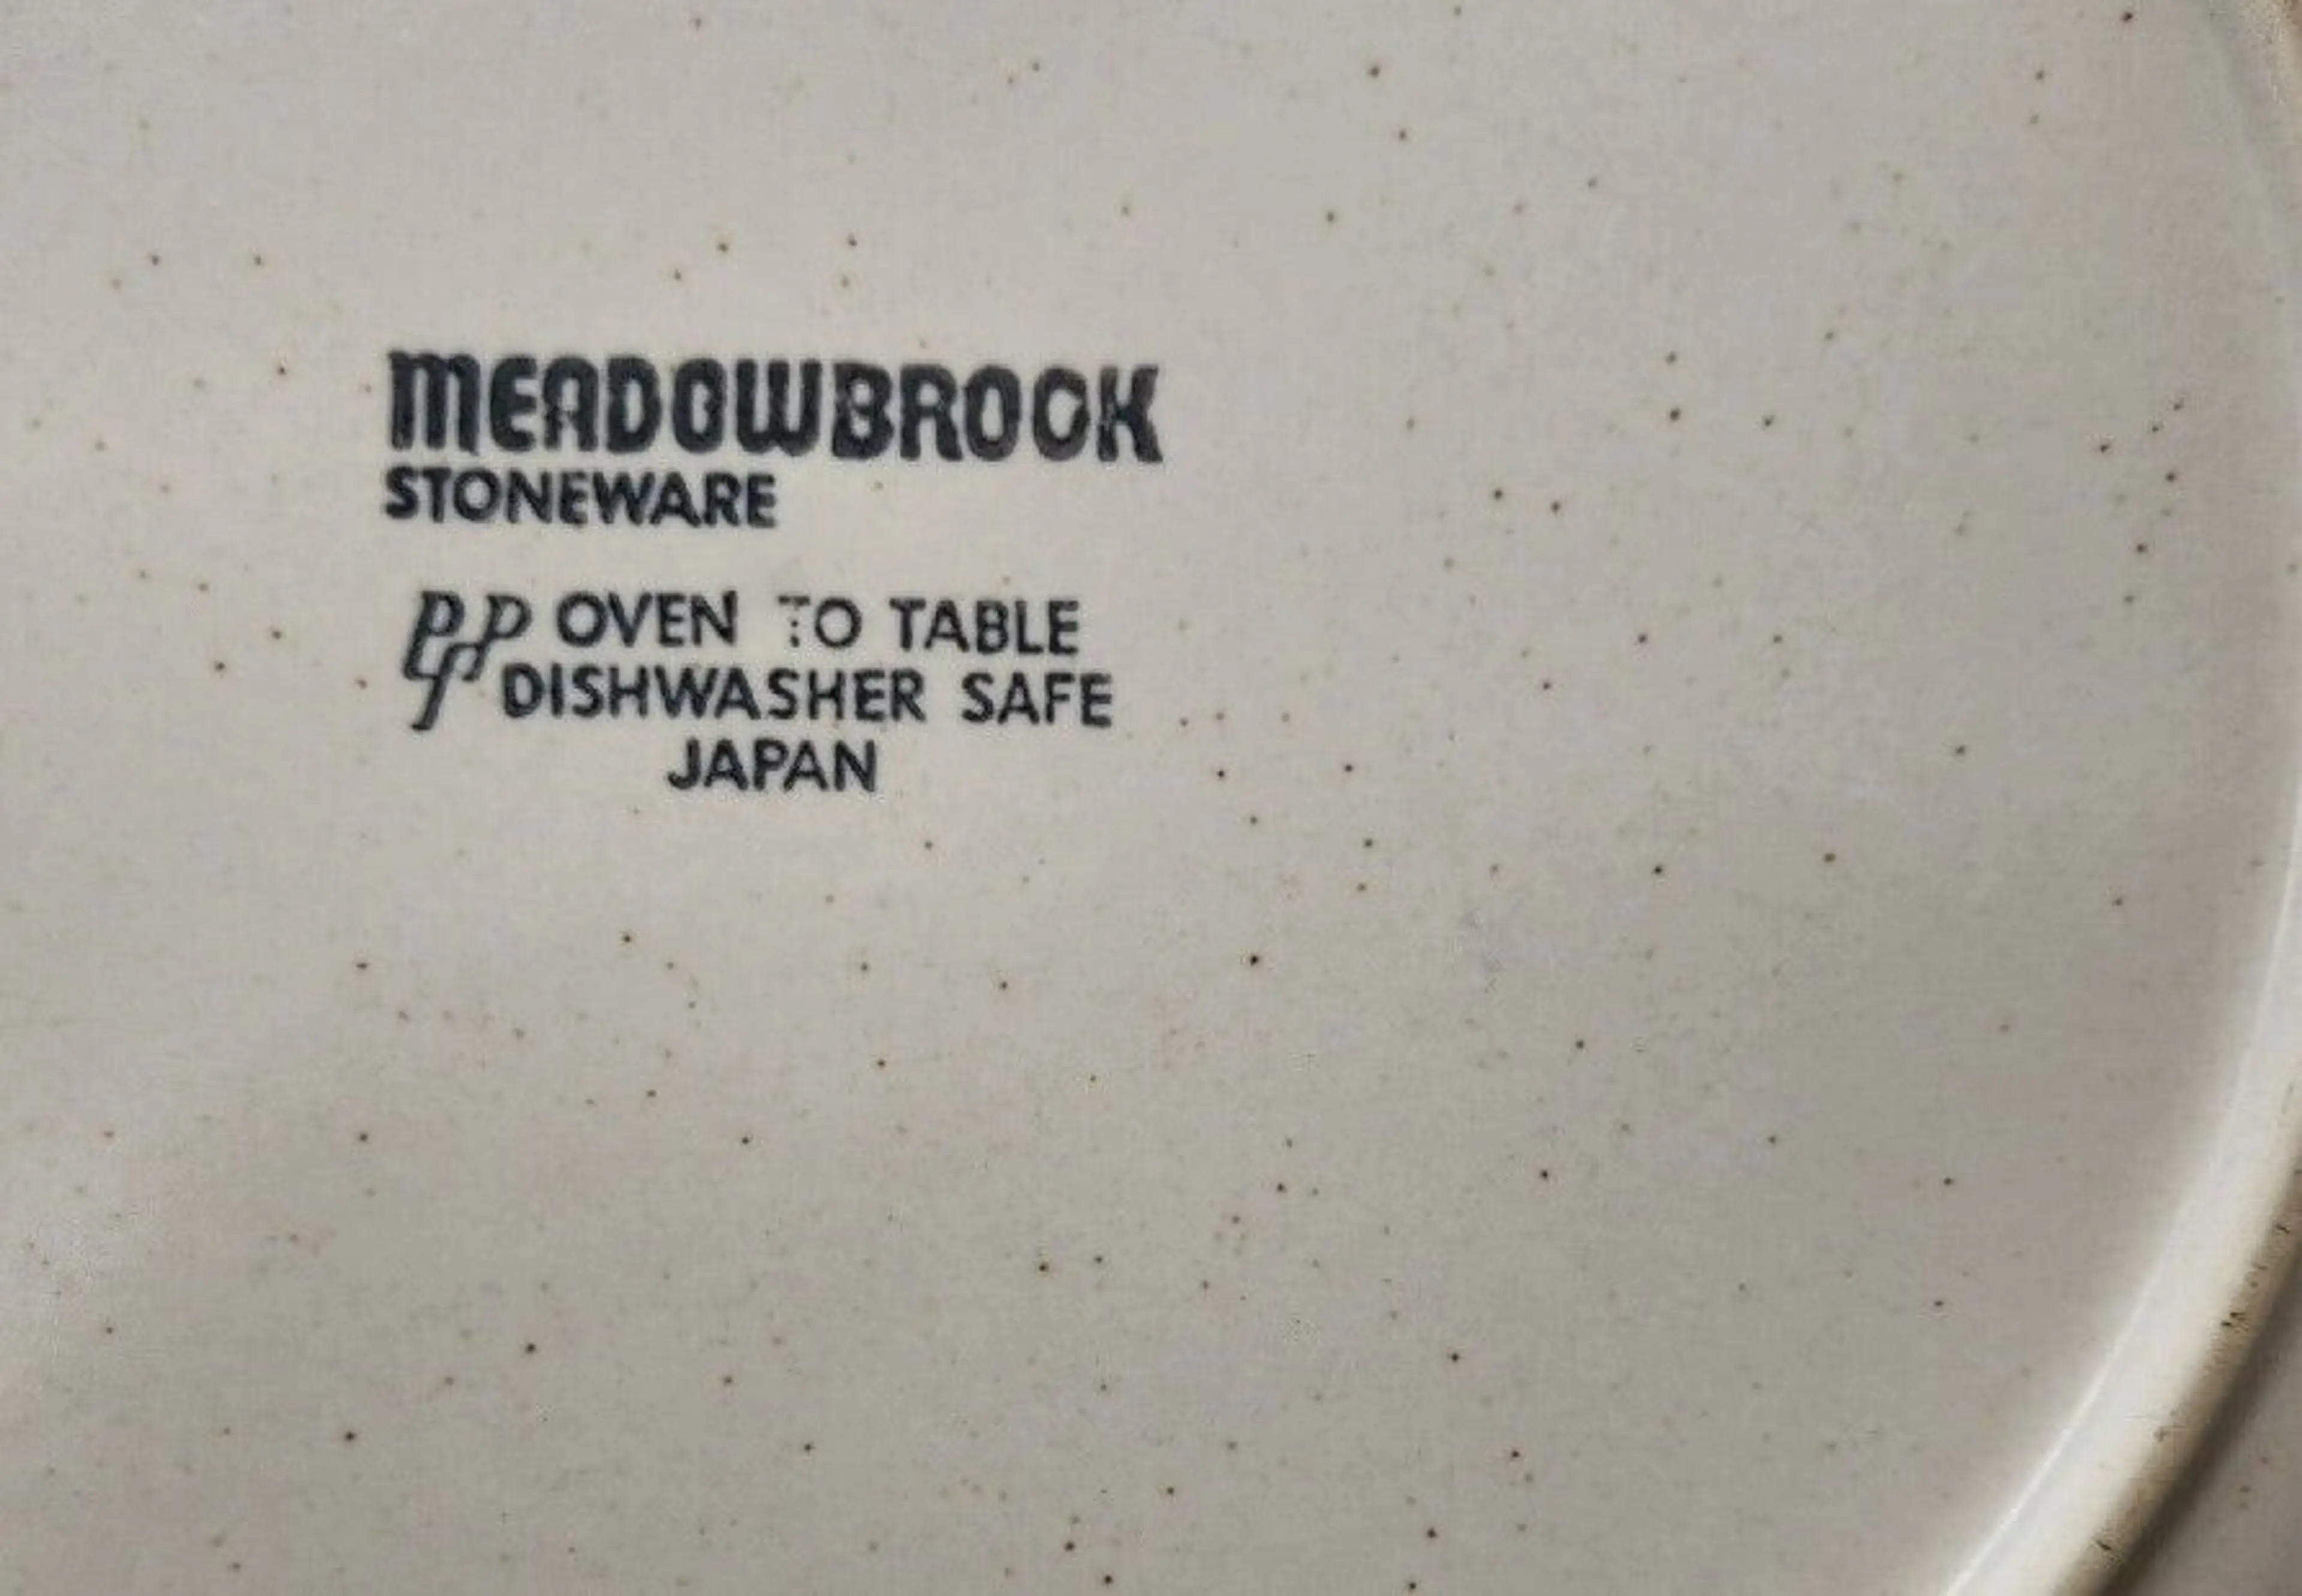 MEADOWBROOK
STONEWARE
OVEN TO TABLE
DISHWASHER SAFE
JAPAN